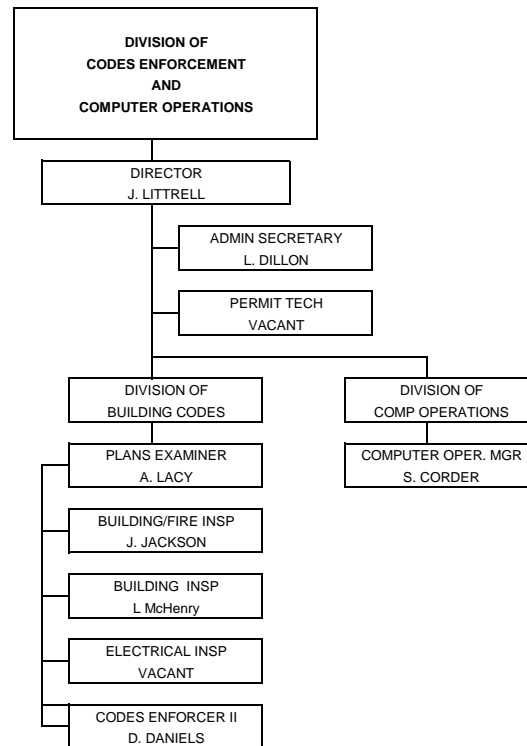 DIVISION OF
CODES ENFORCEMENT
AND
COMPUTER OPERATIONS
DIRECTOR
J. LITTRELL
ADMIN SECRETARY
L. DILLON
PERMIT TECH
VACANT
DIVISION OF
BUILDING CODES
DIVISION OF
COMP OPERATIONS
PLANS EXAMINER
A. LACY
COMPUTER OPER. MGR
S. CORDER
BUILDING/FIRE INSP
J. JACKSON
BUILDING INSP
L McHenry
ELECTRICAL INSP
VACANT
CODES ENFORCER II
D. DANIELS